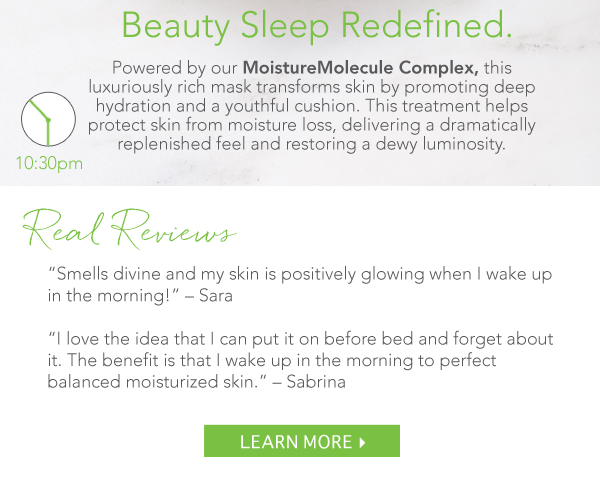 Beauty Sleep Redefined.
Powered by our MoistureMolecule Complex, this
luxuriously rich mask transforms skin by promoting deep
hydration and a youthful cushion. This treatment helps
protect skin from moisture loss, delivering a dramatically
replenished feel and restoring a dewy luminosity.
10:30pm
Real Reviews
“Smells divine and my skin is positively glowing when I wake up
in the morning!” – Sara
“I love the idea that I can put it on before bed and forget about
it. The benefit is that I wake up in the morning to perfect
balanced moisturized skin.” – Sabrina
LEARN MORE